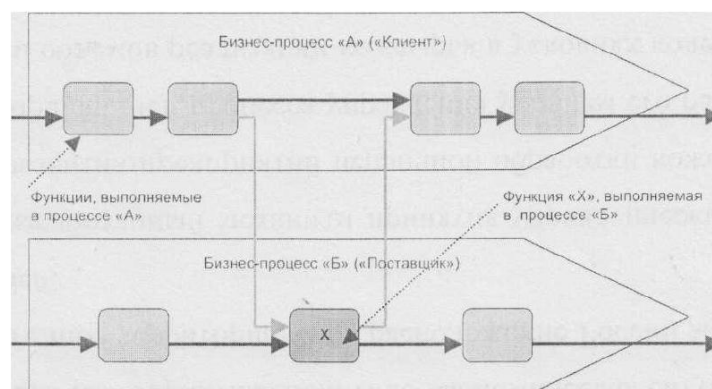 Бизнес-процесс «А» («Клиент»)
Функции, выполняемые
в процессе «А»
Функция «Х», выполняемая
в процессе «Б»
Бизнес-процесс «Б» («Поставщик»)
Х